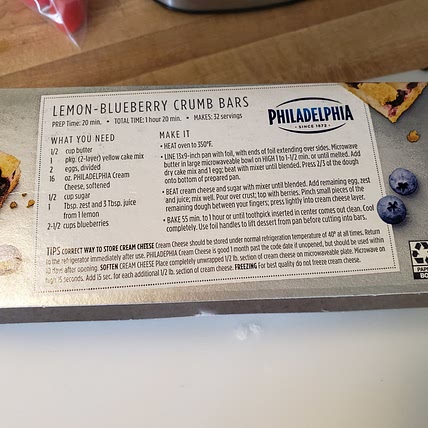 LEMON-BLUEBERRY CRUMB BARS
PREP Time: 20 min. • TOTAL TIME: 1 hour 20 min. • MAKES: 32 servings
PHILADELPHIA
• SINCE 1872 •
WHAT YOU NEED
1/2 cup butter
1 pkg. (2-layer) yellow cake mix
2 eggs, divided
16 oz. PHILADELPHIA Cream
Cheese, softened
1/2 cup sugar
1 Tbsp. zest and 3 Tbsp. juice
from 1 lemon
2-1/2 cups blueberries
MAKE IT
• HEAT oven to 350ºF.
• LINE 13x9-inch pan with foil, with ends of foil extending over sides. Microwave
butter in large microwaveable bowl on HIGH 1 to 1-1/2 min. or until melted. Add
dry cake mix and 1 egg; beat with mixer until blended. Press 2/3 of the dough
onto bottom of prepared pan.
• BEAT cream cheese and sugar with mixer until blended. Add remaining egg, zest
and juice; mix well. Pour over crust; top with berries. Pinch small pieces of the
remaining dough between your fingers; press lightly into cream cheese layer.
• BAKE 55 min. to 1 hour or until toothpick inserted in center comes out clean. Cool
completely. Use foil handles to lift dessert from pan before cutting into bars.
TIPS CORRECT WAY TO STORE CREAM CHEESE Cream Cheese should be stored under normal refrigeration temperature of 40º at all times. Return
to the refrigerator immediately after use. PHILADELPHIA Cream Cheese is good 1 month past the code date if unopened, but should be used within
days after opening. SOFTEN CREAM CHEESE Place completely unwrapped 1/2 lb. section of cream cheese on microwaveable plate. Microwave on
high 15 seconds. Add 15 sec. for each additional 1/2 lb. section of cream cheese. FREEZING For best quality do not freeze cream cheese.